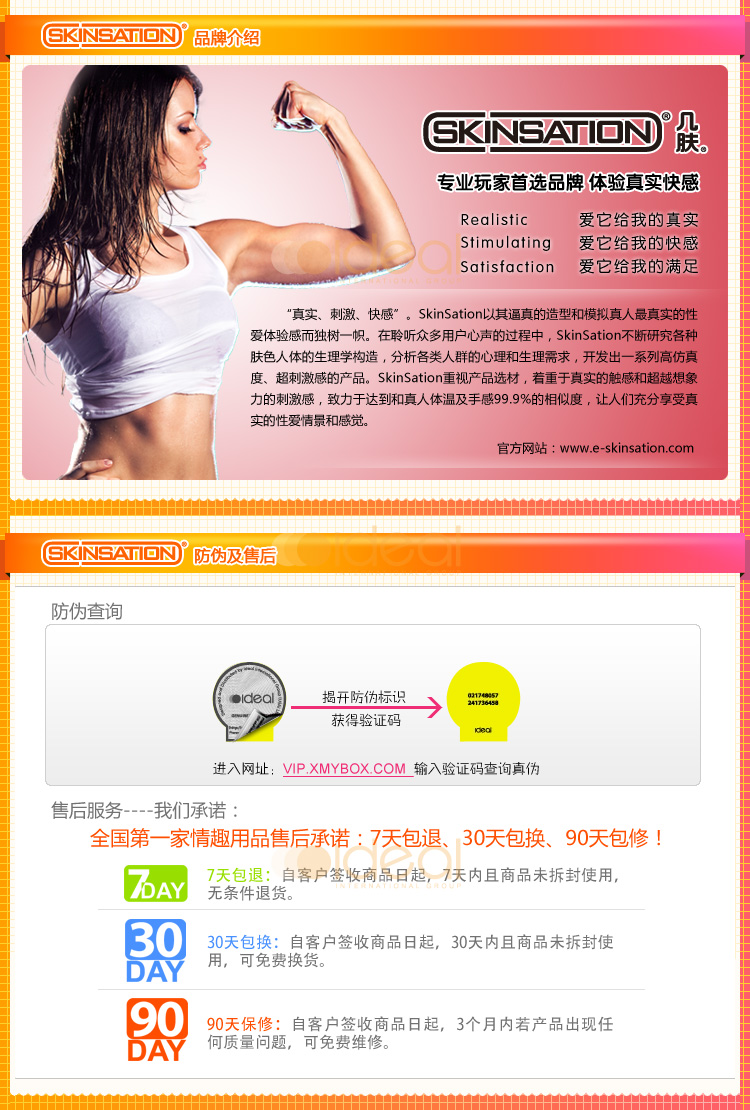 SKINSATION® 品牌介绍
SKINSATION® 几肤®
专业玩家首选品牌 体验真实快感
Realistic 爱它给我的真实
Stimulating 爱它给我的快感
Satisfaction 爱它给我的满足
ideal
INTERNATIONAL GROUP
“真实、刺激、快感”。SkinSation以其逼真的造型和模拟真人最真实的性
爱体验感而独树一帜。在聆听众多用户心声的过程中，SkinSation不断研究各种
肤色人体的生理学构造，分析各类人群的心理和生理需求，开发出一系列高仿真
度、超刺激感的产品。SkinSation重视产品选材，着重于真实的触感和超越想象
力的刺激感，致力于达到和真人体温及手感99.9%的相似度，让人们充分享受真
实的性爱情景和感觉。
官方网站：www.e-skinsation.com
SKINSATION® 防伪及售后
ideal
防伪查询
ideal
揭开防伪标识
获得验证码
021748057
241736458
ideal
进入网址：VIP.XMYBOX.COM 输入验证码查询真伪
售后服务----我们承诺：
全国第一家情趣用品售后承诺：7天包退、30天包换、90天包修！
ideal
INTERNATIONAL GROUP
7DAY
7天包退：自客户签收商品日起，7天内且商品未拆封使用，
无条件退货。
30
DAY
30天包换：自客户签收商品日起，30天内且商品未拆封使
用，可免费换货。
90
DAY
90天保修：自客户签收商品日起，3个月内若产品出现任
何质量问题，可免费维修。